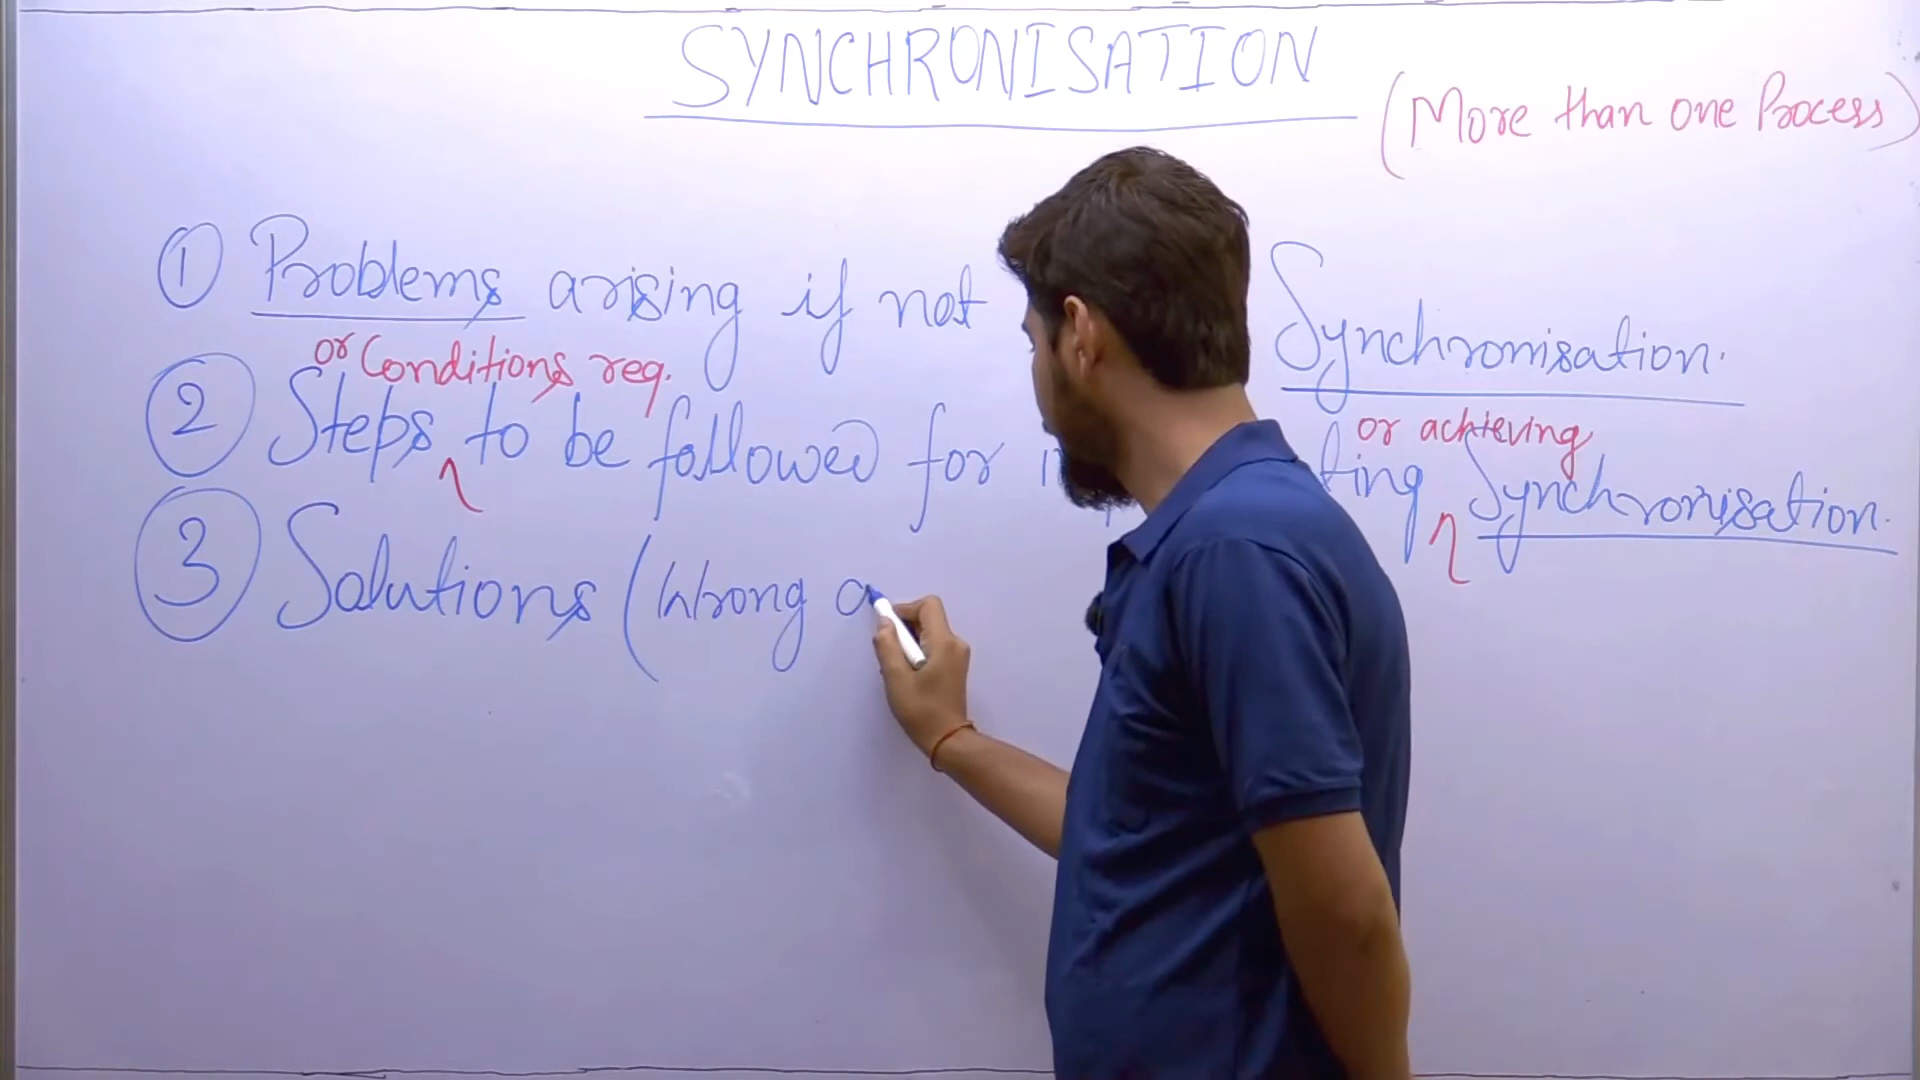 SYNCHRONISATION
(More than one Process)
① Problems arising if not Synchronisation.
or Conditions req.
② Steps to be followed for ting Synchronisation.
or achieving
③ Solutions (Wrong a